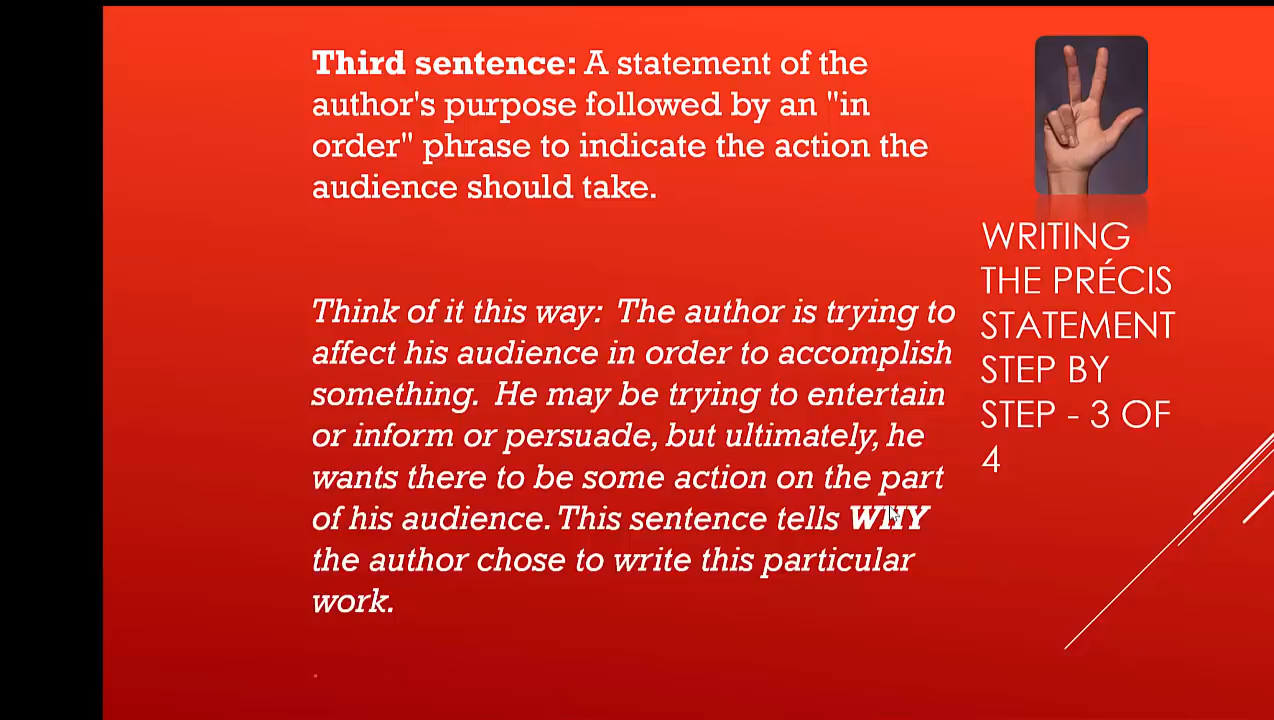 Third sentence: A statement of the
author's purpose followed by an "in
order" phrase to indicate the action the
audience should take.
Think of it this way:  The author is trying to
affect his audience in order to accomplish
something.  He may be trying to entertain
or inform or persuade, but ultimately, he
wants there to be some action on the part
of his audience. This sentence tells WHY
the author chose to write this particular
work.
.
WRITING
THE PRÉCIS
STATEMENT
STEP BY
STEP - 3 OF
4